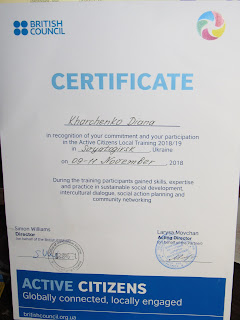 BRITISH
COUNCIL
CERTIFICATE
Kharchenko Diana
in recognition of your commitment and your participation
in the Active Citizens Local Training 2018/19
in Svyatogirsk Ukraine
on 09-11 November 2018
During the training participants gained skills, expertise
and practice in sustainable social development,
intercultural dialogue, social action planning and
community networking
Simon Williams
Director
Larysa Movchan
Acting Director
ACTIVE CITIZENS
Globally connected, locally engaged
britishcouncil.org.ua